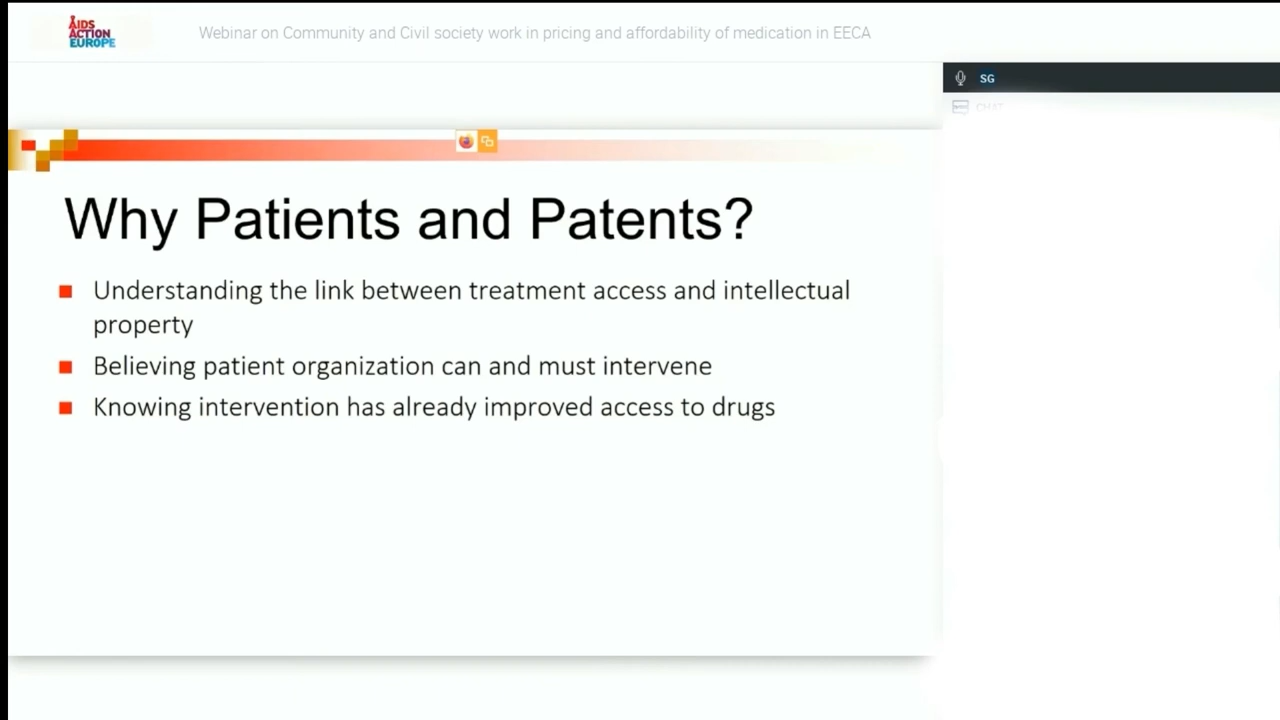 AIDS
ACTION
EUROPE
Webinar on Community and Civil society work in pricing and affordability of medication in EECA
SG
CHAT
Why Patients and Patents?
Understanding the link between treatment access and intellectual
property
Believing patient organization can and must intervene
Knowing intervention has already improved access to drugs